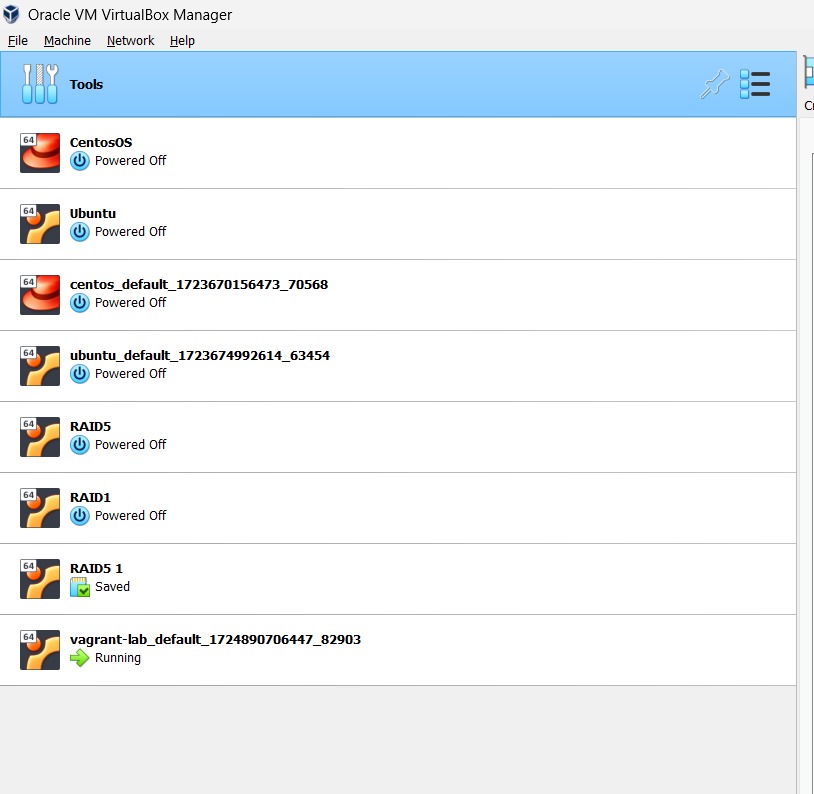 Oracle VM VirtualBox Manager
File Machine Network Help
Tools
64
CentosOS
Powered Off
64
Ubuntu
Powered Off
64
centos_default_1723670156473_70568
Powered Off
64
ubuntu_default_1723674992614_63454
Powered Off
64
RAID5
Powered Off
64
RAID1
Powered Off
64
RAID5 1
Saved
64
vagrant-lab_default_1724890706447_82903
Running